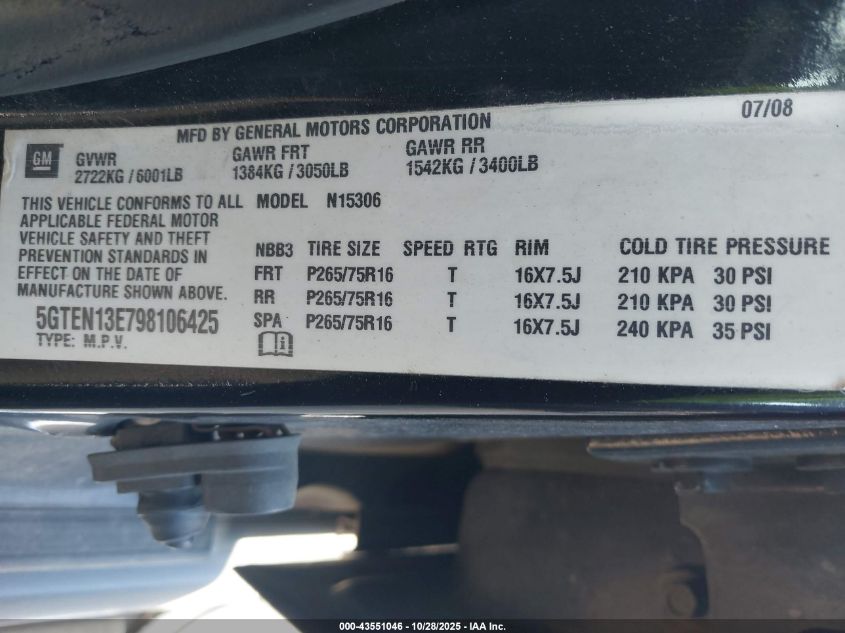 07/08
MFD BY GENERAL MOTORS CORPORATION
GM
GVWR GAWR FRT GAWR RR
2722KG / 6001LB 1384KG / 3050LB 1542KG / 3400LB
THIS VEHICLE CONFORMS TO ALL MODEL N15306
APPLICABLE FEDERAL MOTOR
VEHICLE SAFETY AND THEFT
PREVENTION STANDARDS IN NBB3 TIRE SIZE SPEED RTG RIM COLD TIRE PRESSURE
EFFECT ON THE DATE OF FRT P265/75R16 T 16X7.5J 210 KPA 30 PSI
MANUFACTURE SHOWN ABOVE. RR P265/75R16 T 16X7.5J 210 KPA 30 PSI
5GTEN13E798106425 SPA P265/75R16 T 16X7.5J 240 KPA 35 PSI
TYPE: M.P.V.
000-43551046 - 10/28/2025 - IAA Inc.